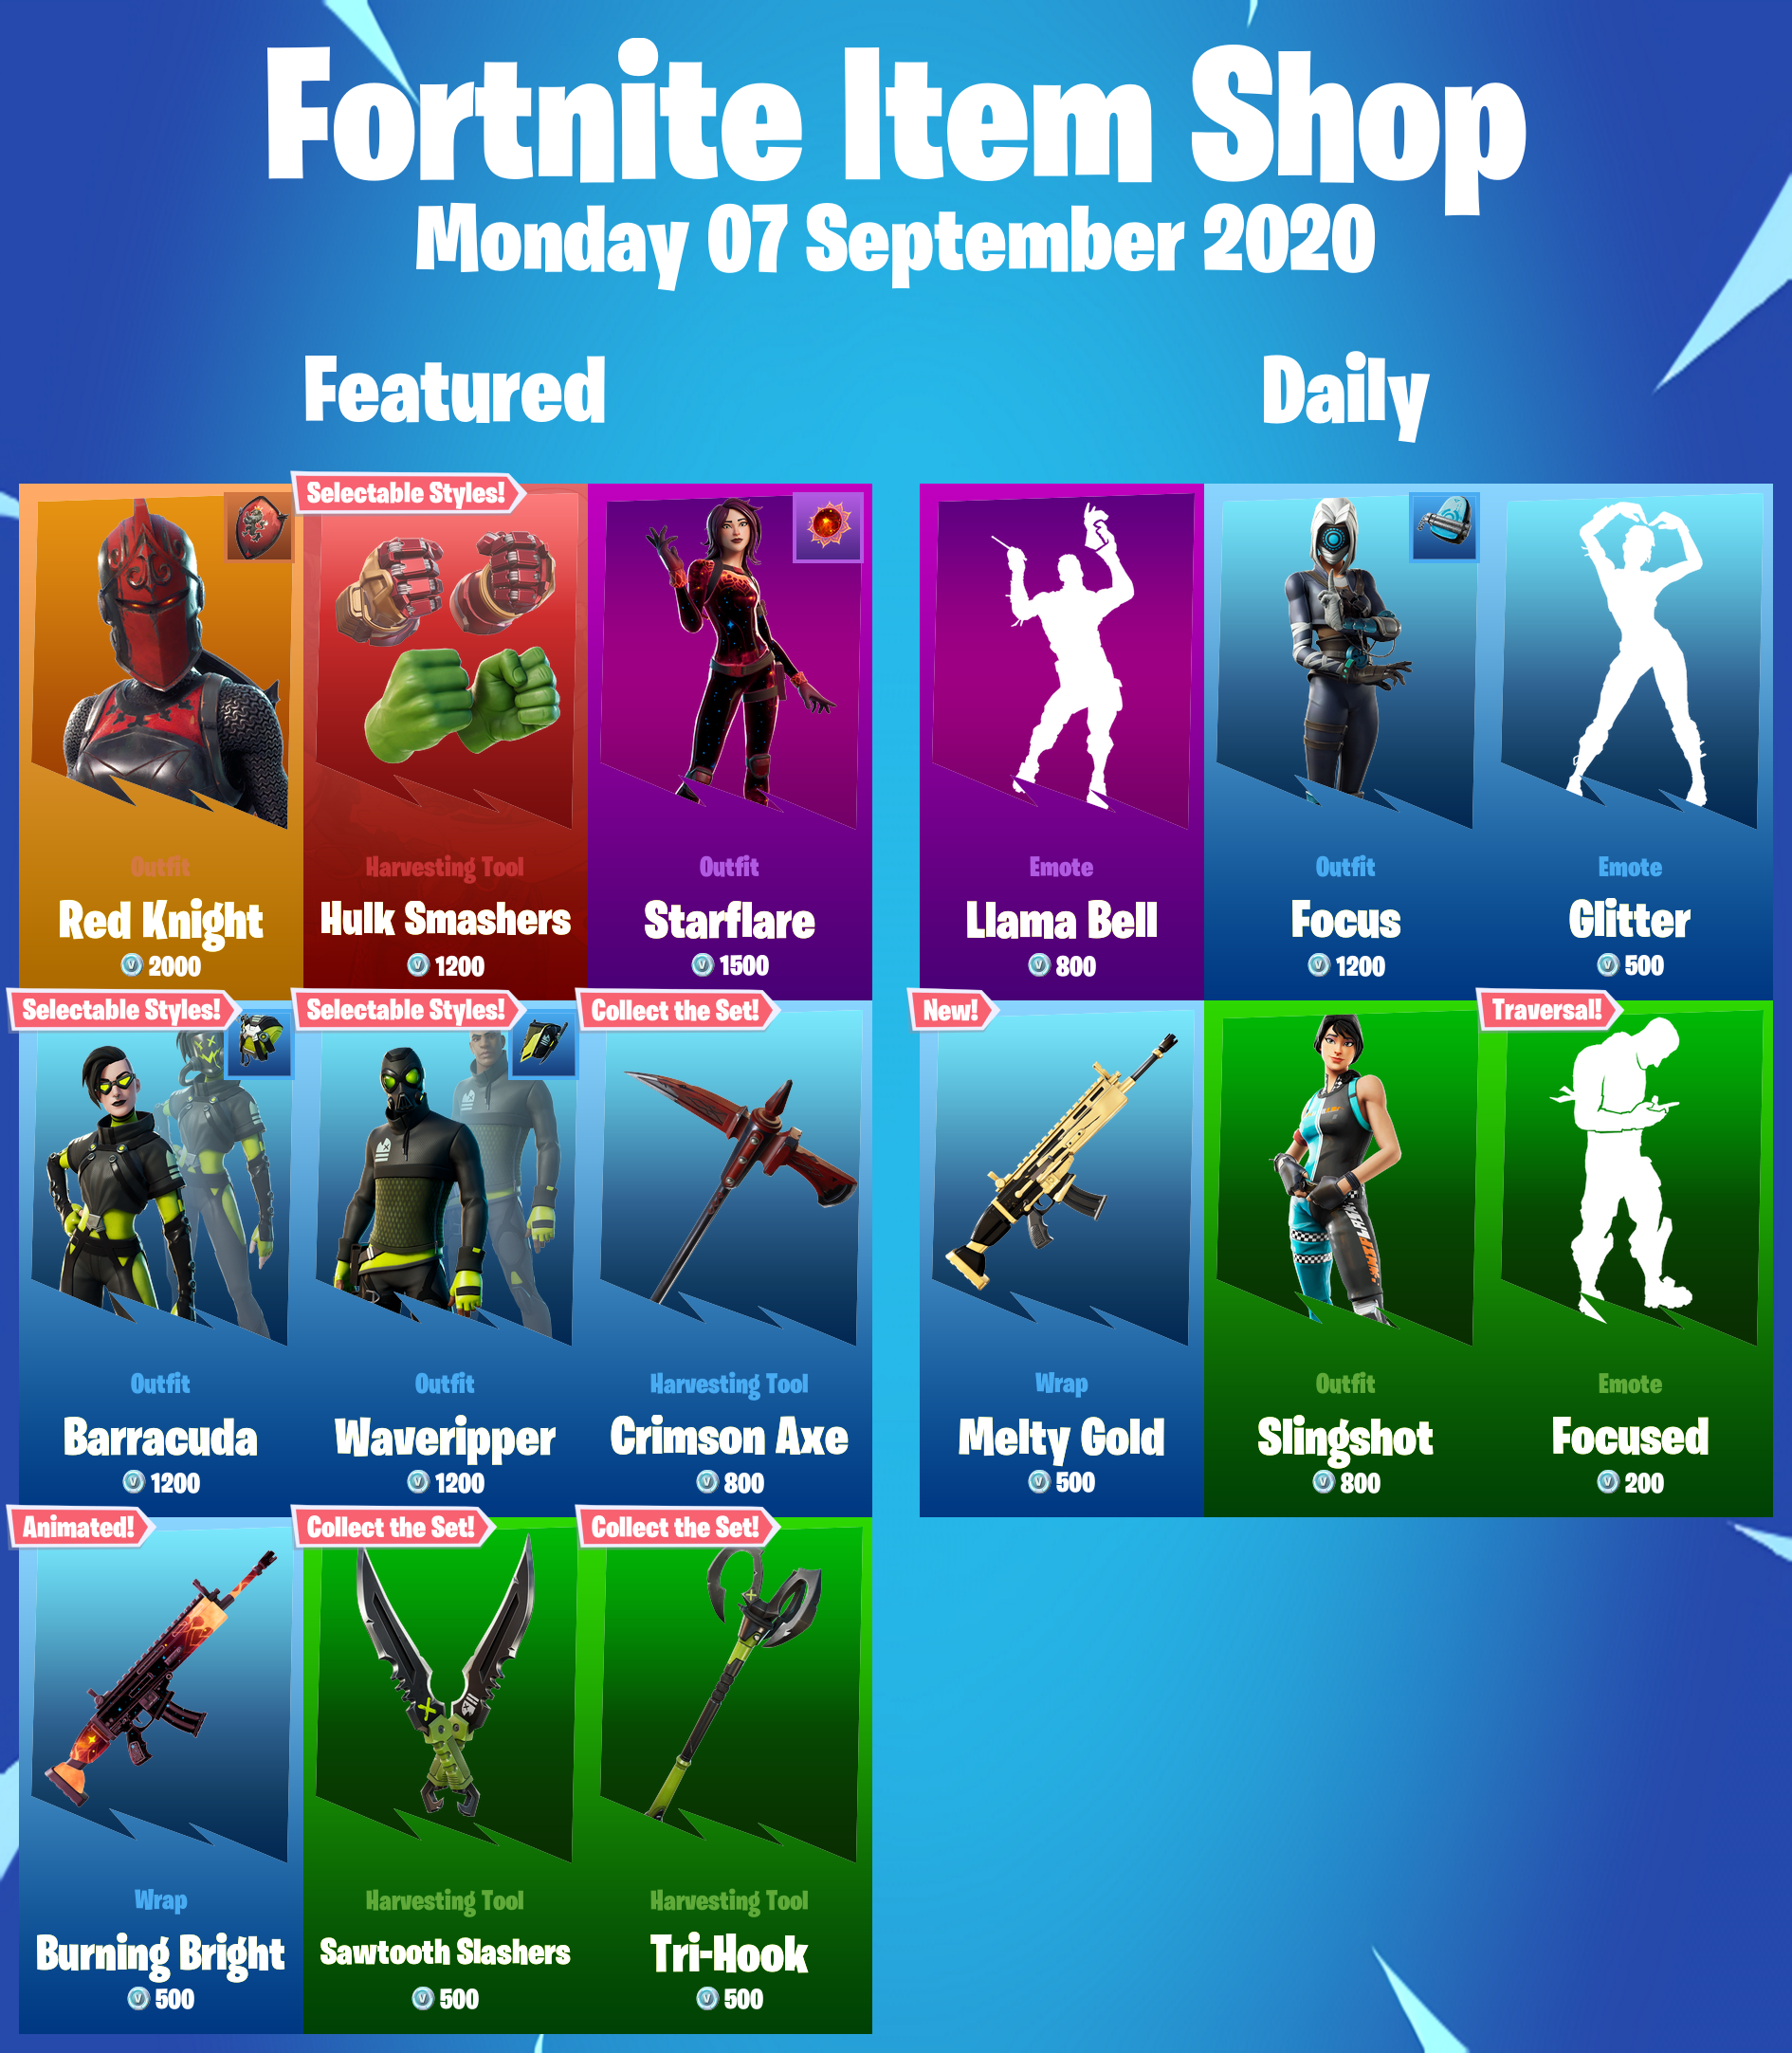 Fortnite Item Shop
Monday 07 September 2020
Featured
Outfit
Red Knight
2000
Selectable Styles!
Harvesting Tool
Hulk Smashers
1200
Outfit
Starflare
1500
Selectable Styles!
Outfit
Barracuda
1200
Selectable Styles!
Outfit
Waveripper
1200
Collect the Set!
Harvesting Tool
Crimson Axe
800
Animated!
Wrap
Burning Bright
500
Collect the Set!
Harvesting Tool
Sawtooth Slashers
500
Collect the Set!
Harvesting Tool
Tri-Hook
500
Daily
Emote
Llama Bell
800
Outfit
Focus
1200
Emote
Glitter
500
New!
Wrap
Melty Gold
500
Outfit
Slingshot
800
Traversal!
Emote
Focused
200